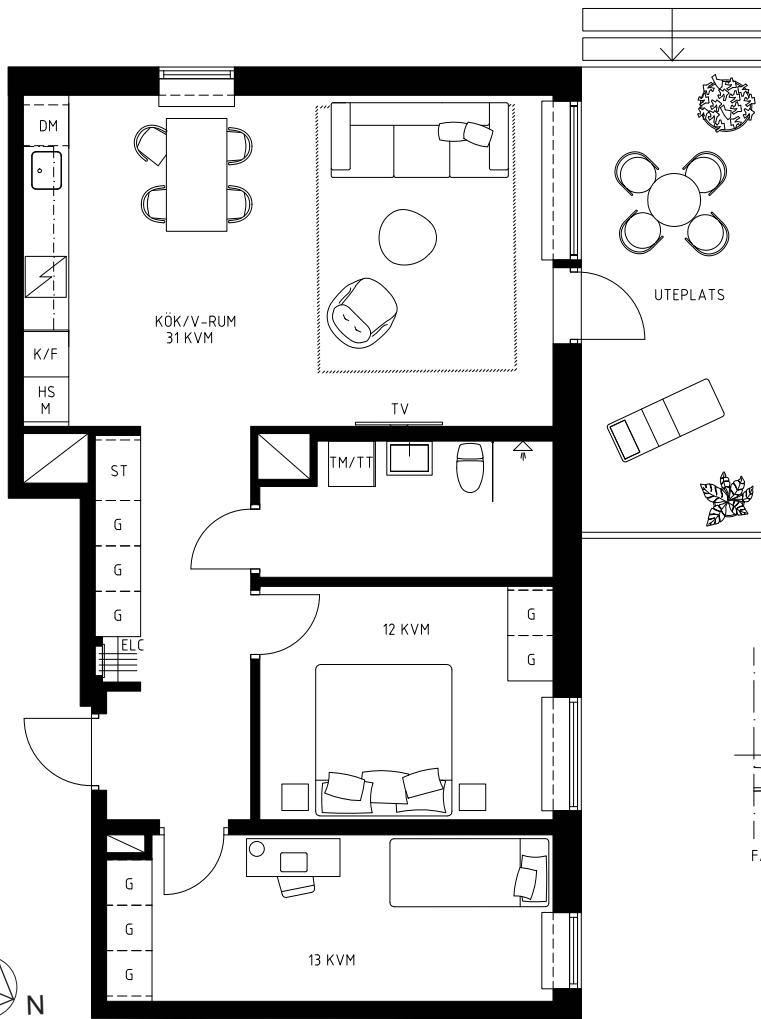 DM
KÖK/V-RUM
31 KVM
UTEPLATS
K/F
HS
M
TV
ST
TM/TT
G
G
G
ELC
12 KVM
G
G
G
G
G
13 KVM
N